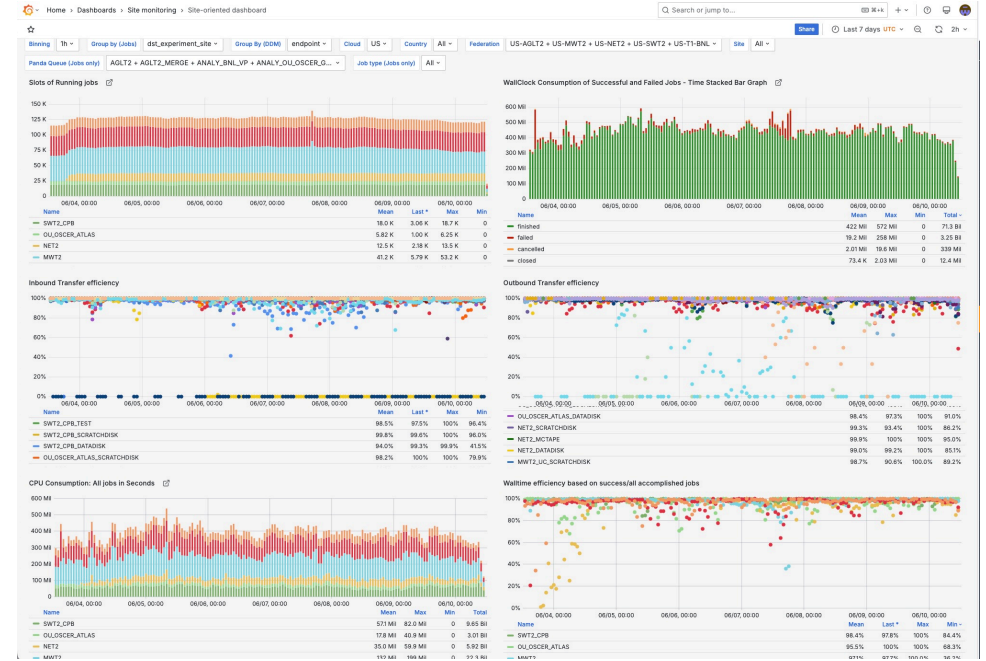 Home > Dashboards > Site monitoring > Site-oriented dashboard
Search or jump to... ⌘+k
Share Last 7 days UTC 2h
Binning 1h Group by (Jobs) dst_experiment_site Group By (DDM) endpoint Cloud US Country All Federation US-AGLT2 + US-MWT2 + US-NET2 + US-SWT2 + US-T1-BNL Site All
Panda Queue (Jobs only) AGLT2 + AGLT2_MERGE + ANALY_BNL_VP + ANALY_OU_OSCER_G... Job type (Jobs only) All
Slots of Running jobs
150 K
125 K
100 K
75 K
50 K
25 K
0
06/04, 00:00 06/05, 00:00 06/06, 00:00 06/07, 00:00 06/08, 00:00 06/09, 00:00 06/10, 00:00
Name Mean Last * Max Min
SWT2_CPB 18.0 K 3.06 K 18.7 K 0
OU_OSCER_ATLAS 5.82 K 1.00 K 6.25 K 0
NET2 12.5 K 2.18 K 13.5 K 0
MWT2 41.2 K 5.79 K 53.2 K 0
WallClock Consumption of Successful and Failed Jobs - Time Stacked Bar Graph
600 Mil
500 Mil
400 Mil
300 Mil
200 Mil
100 Mil
0
06/04, 00:00 06/05, 00:00 06/06, 00:00 06/07, 00:00 06/08, 00:00 06/09, 00:00 06/10, 00:00
Name Mean Max Min Total
finished 422 Mil 572 Mil 0 71.3 Bil
failed 19.2 Mil 258 Mil 0 3.25 Bil
cancelled 2.01 Mil 19.6 Mil 0 339 Mil
closed 73.4 K 2.03 Mil 0 12.4 Mil
Inbound Transfer efficiency
100%
80%
60%
40%
20%
0%
06/04, 00:00 06/05, 00:00 06/06, 00:00 06/07, 00:00 06/08, 00:00 06/09, 00:00 06/10, 00:00
Name Mean Last * Max Min
SWT2_CPB_TEST 98.5% 97.5% 100% 96.4%
SWT2_CPB_SCRATCHDISK 99.8% 99.6% 100% 96.0%
SWT2_CPB_DATADISK 94.0% 99.3% 99.9% 41.5%
OU_OSCER_ATLAS_SCRATCHDISK 98.2% 100% 100% 79.9%
Outbound Transfer efficiency
100%
80%
60%
40%
20%
0%
06/04, 00:00 06/05, 00:00 06/06, 00:00 06/07, 00:00 06/08, 00:00 06/09, 00:00 06/10, 00:00
OU_OSCER_ATLAS_DATADISK 98.4% 97.3% 100% 91.0%
NET2_SCRATCHDISK 99.3% 93.4% 100% 86.2%
NET2_MCTAPE 99.9% 100% 100% 95.0%
NET2_DATADISK 99.0% 99.2% 100% 85.1%
MWT2_UC_SCRATCHDISK 98.7% 90.6% 100.0% 89.2%
CPU Consumption: All jobs in Seconds
600 Mil
500 Mil
400 Mil
300 Mil
200 Mil
100 Mil
0
06/04, 00:00 06/05, 00:00 06/06, 00:00 06/07, 00:00 06/08, 00:00 06/09, 00:00 06/10, 00:00
Name Mean Max Min Total
SWT2_CPB 57.1 Mil 82.0 Mil 0 9.65 Bil
OU_OSCER_ATLAS 17.8 Mil 40.9 Mil 0 3.01 Bil
NET2 35.0 Mil 59.9 Mil 0 5.92 Bil
MWT2 132 Mil 199 Mil 0 22.3 Bil
Walltime efficiency based on success/all accomplished jobs
100%
80%
60%
40%
20%
0%
06/04, 00:00 06/05, 00:00 06/06, 00:00 06/07, 00:00 06/08, 00:00 06/09, 00:00 06/10, 00:00
Name Mean Last * Max Min
SWT2_CPB 98.4% 97.8% 100% 84.4%
OU_OSCER_ATLAS 95.5% 100% 100% 68.3%
MWT2 97.1% 97.7% 100.0% 36.2%